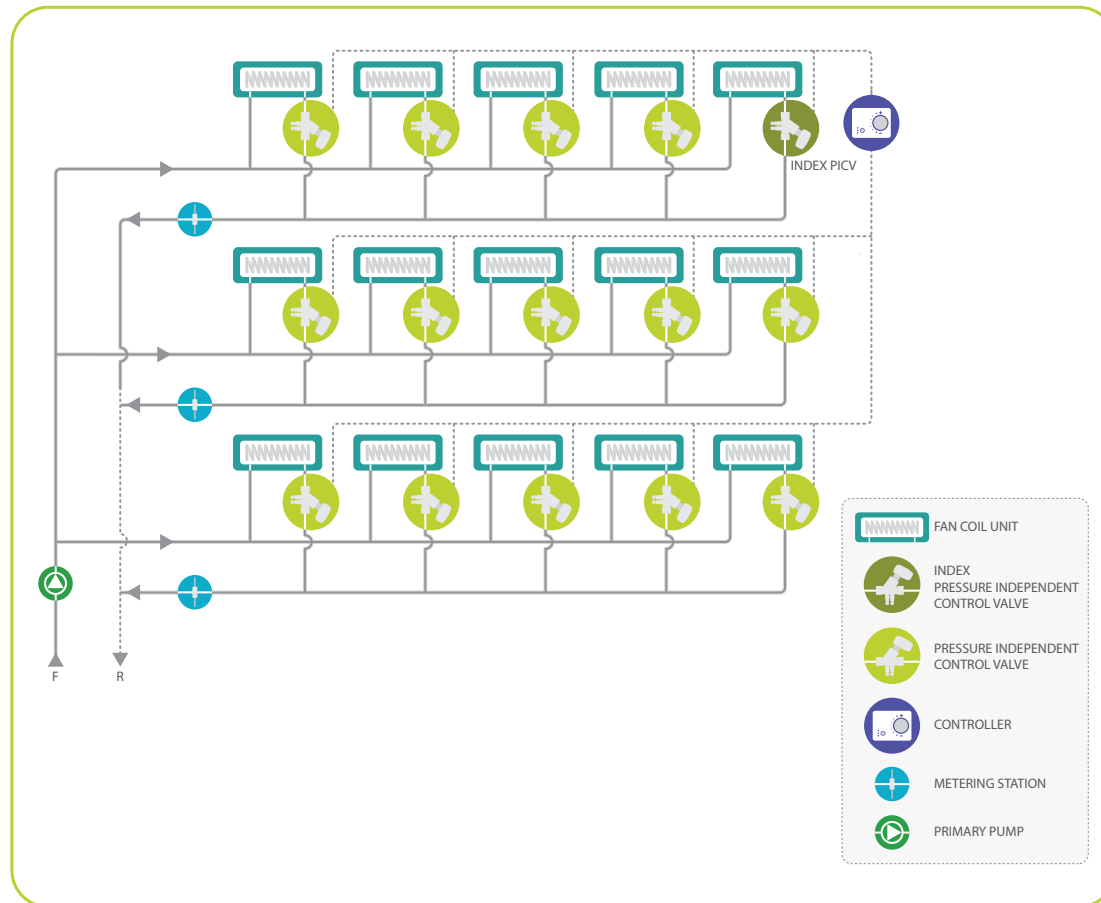 INDEX PICV
F
R
FAN COIL UNIT
INDEX
PRESSURE INDEPENDENT
CONTROL VALVE
PRESSURE INDEPENDENT
CONTROL VALVE
CONTROLLER
METERING STATION
PRIMARY PUMP